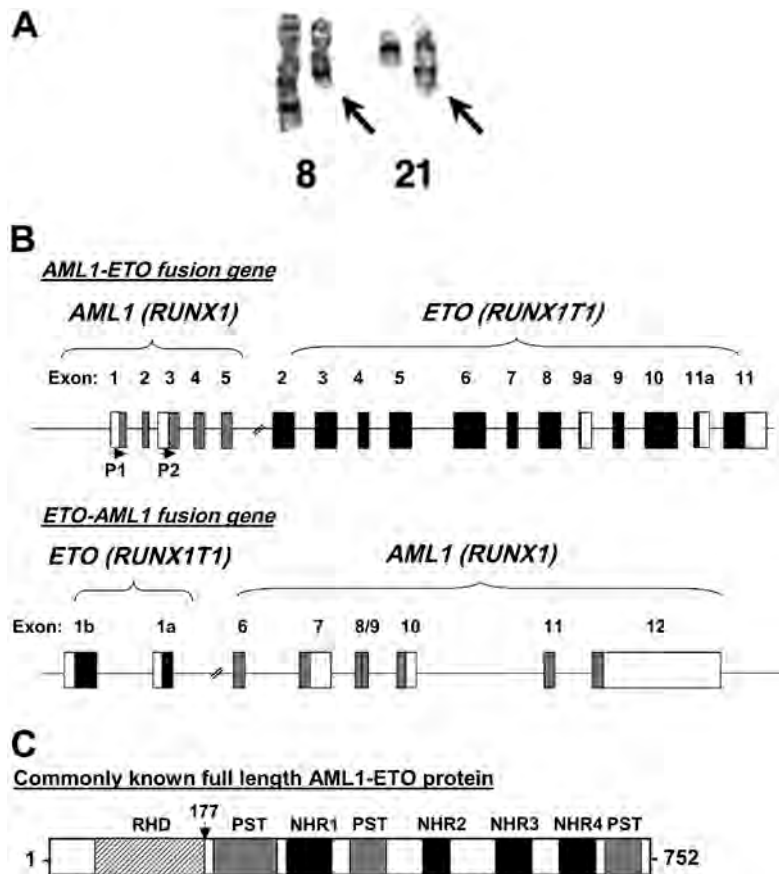 A
8 21
B
AML1-ETO fusion gene
AML1 (RUNX1) ETO (RUNX1T1)
Exon: 1 2 3 4 5 2 3 4 5 6 7 8 9a 9 10 11a 11
P1 P2
ETO-AML1 fusion gene
ETO (RUNX1T1) AML1 (RUNX1)
Exon: 1b 1a 6 7 8/9 10 11 12
C
Commonly known full length AML1-ETO protein
177
RHD PST NHR1 PST NHR2 NHR3 NHR4 PST
1 - - 752